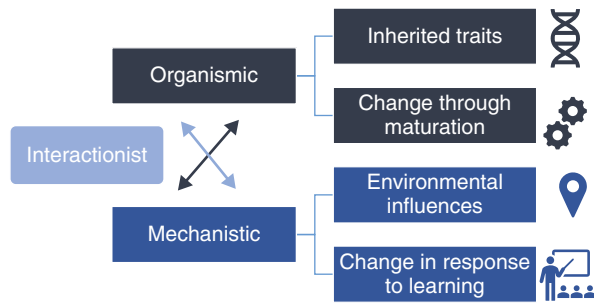 Inherited traits
Organismic
Change through
maturation
Interactionist
Environmental
influences
Mechanistic
Change in response
to learning